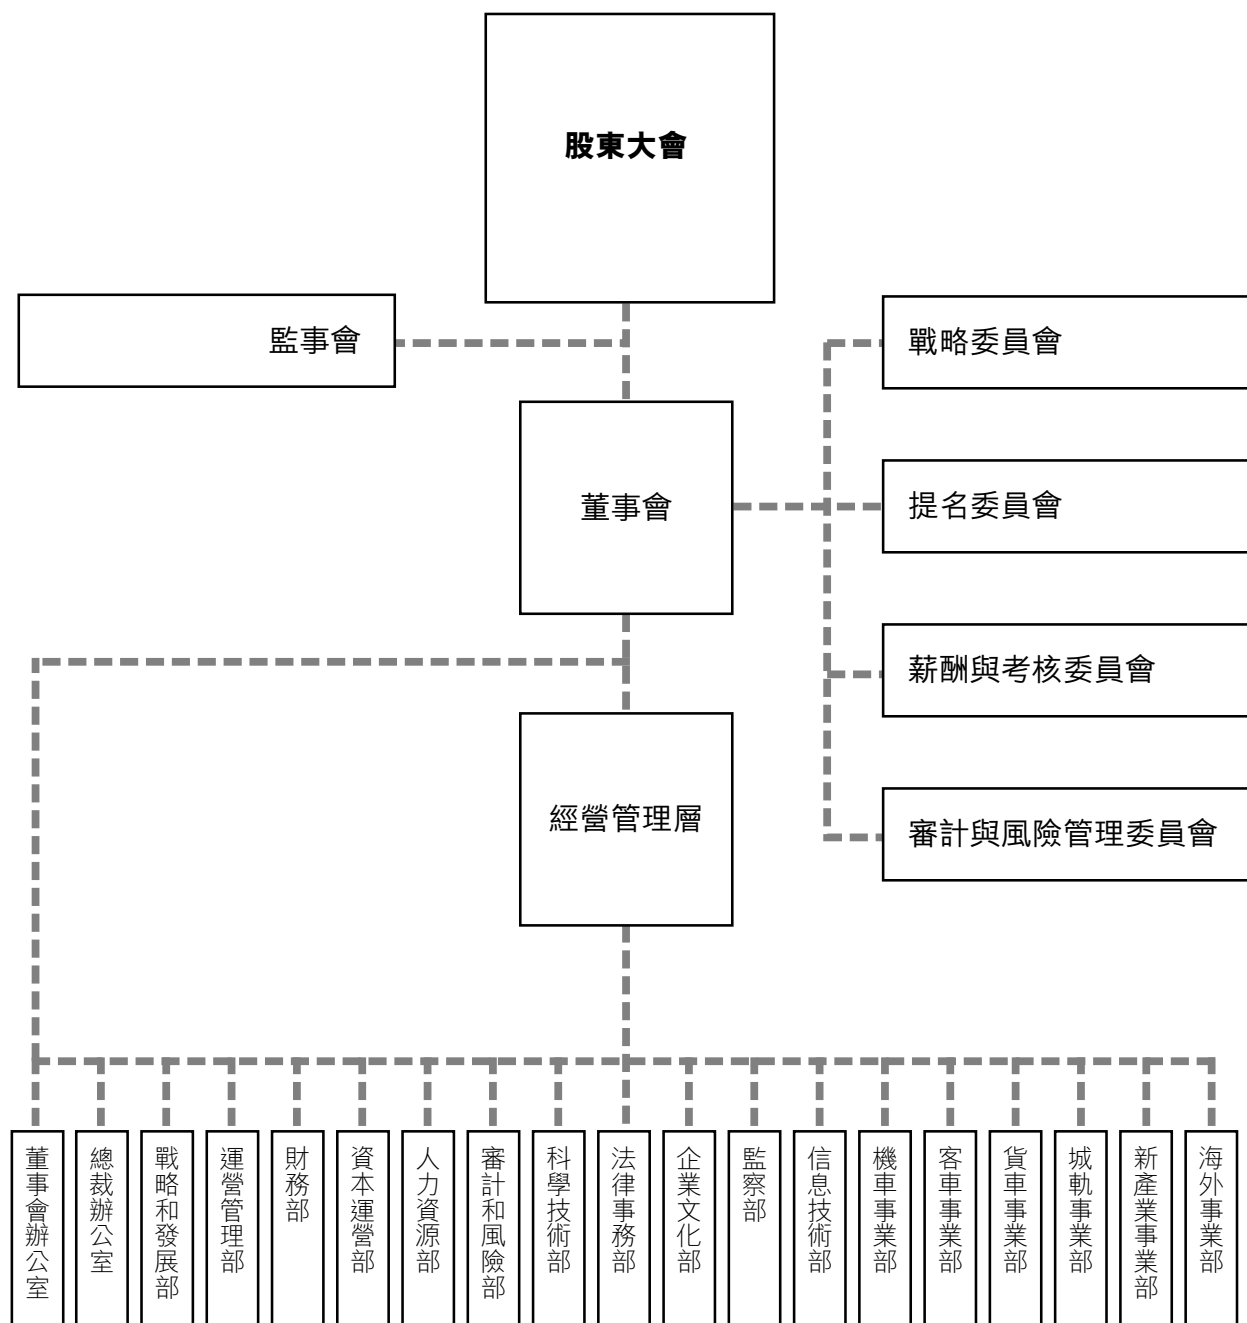 股東大會
監事會
戰略委員會
董事會
提名委員會
薪酬與考核委員會
經營管理層
審計與風險管理委員會
董事會辦公室
總裁辦公室
戰略和發展部
運營管理部
財務部
資本運營部
人力資源部
審計和風險部
科學技術部
法律事務部
企業文化部
監察部
信息技術部
機車事業部
客車事業部
貨車事業部
城軌事業部
新產業事業部
海外事業部